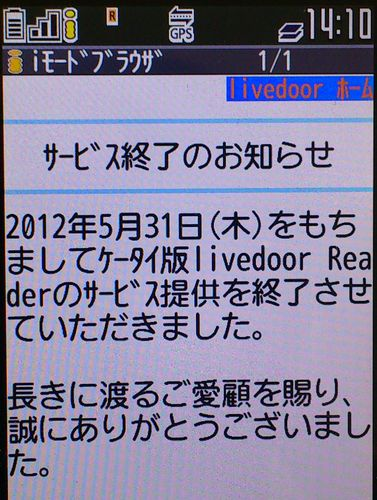 R
GPS
14:10
iﾓｰﾄﾞﾌﾞﾗｳｻﾞ 1/1
livedoor ﾎｰﾑ
ｻｰﾋﾞｽ終了のお知らせ
2012年5月31日(木)をもち
ましてｹｰﾀｲ版livedoor Rea
derのｻｰﾋﾞｽ提供を終了させ
ていただきました。
長きに渡るご愛顧を賜り、
誠にありがとうございまし
た。